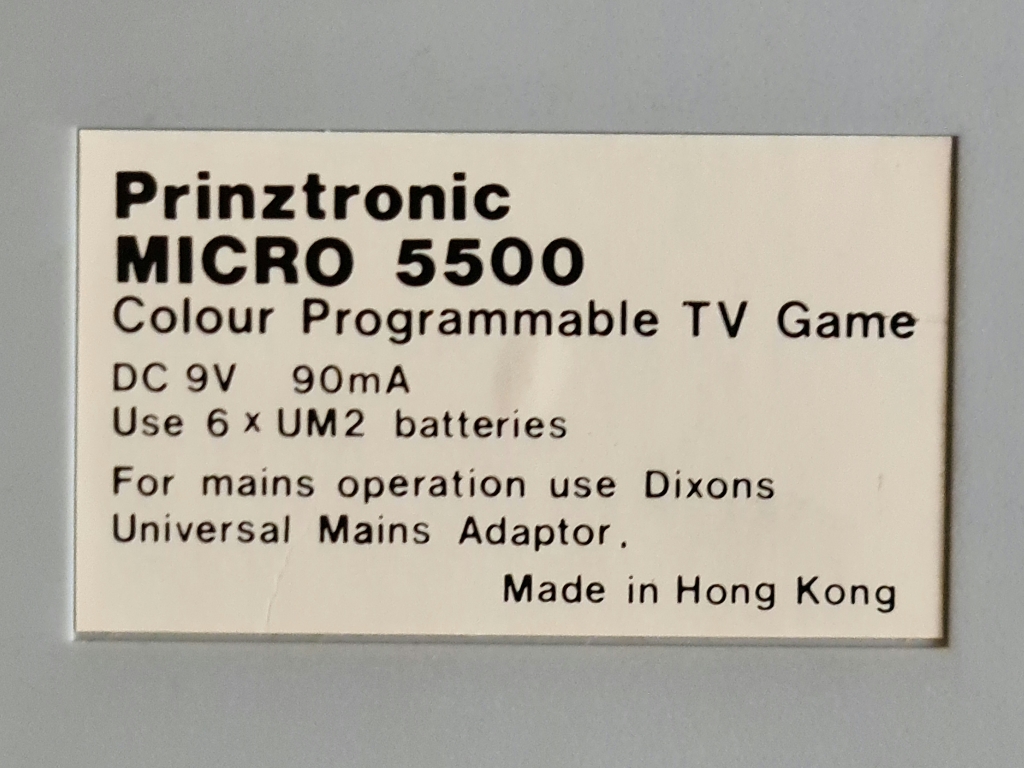 Prinztronic
MICRO 5500
Colour Programmable TV Game
DC 9V 90mA
Use 6 x UM2 batteries
For mains operation use Dixons
Universal Mains Adaptor.
Made in Hong Kong